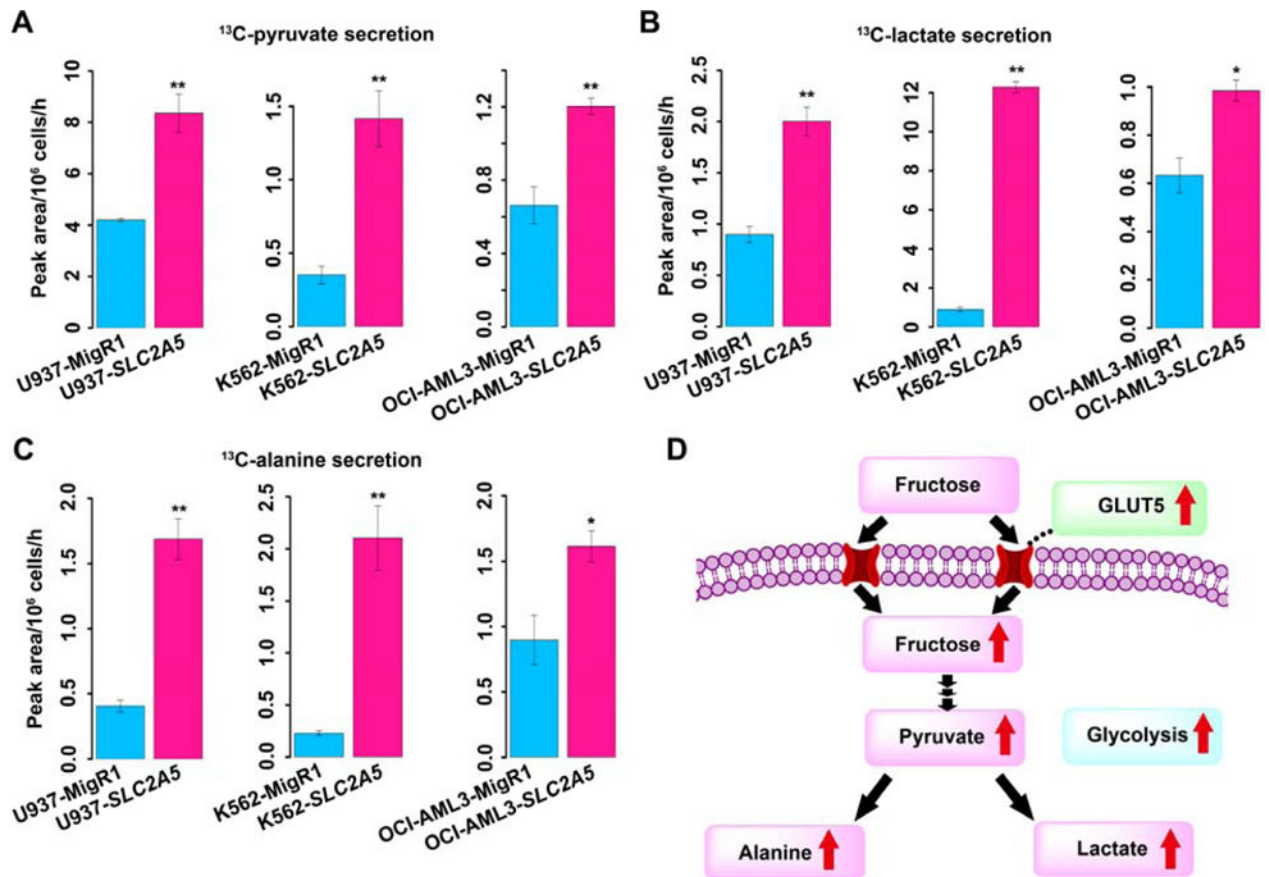 A
¹³C-pyruvate secretion
Peak area/10⁶ cells/h
0 2 4 6 8 10
**
U937-MigR1
U937-SLC2A5
0.0 0.5 1.0 1.5
**
K562-MigR1
K562-SLC2A5
0.0 0.4 0.8 1.2
**
OCI-AML3-MigR1
OCI-AML3-SLC2A5
B
¹³C-lactate secretion
Peak area/10⁶ cells/h
0.0 0.5 1.0 1.5 2.0 2.5
**
U937-MigR1
U937-SLC2A5
0 2 4 6 8 10 12
**
K562-MigR1
K562-SLC2A5
0.0 0.2 0.4 0.6 0.8 1.0
*
OCI-AML3-MigR1
OCI-AML3-SLC2A5
C
¹³C-alanine secretion
Peak area/10⁶ cells/h
0.0 0.5 1.0 1.5 2.0
**
U937-MigR1
U937-SLC2A5
0.0 0.5 1.0 1.5 2.0 2.5
**
K562-MigR1
K562-SLC2A5
0.0 0.5 1.0 1.5 2.0
*
OCI-AML3-MigR1
OCI-AML3-SLC2A5
D
Fructose
GLUT5
Fructose
Pyruvate
Glycolysis
Alanine
Lactate